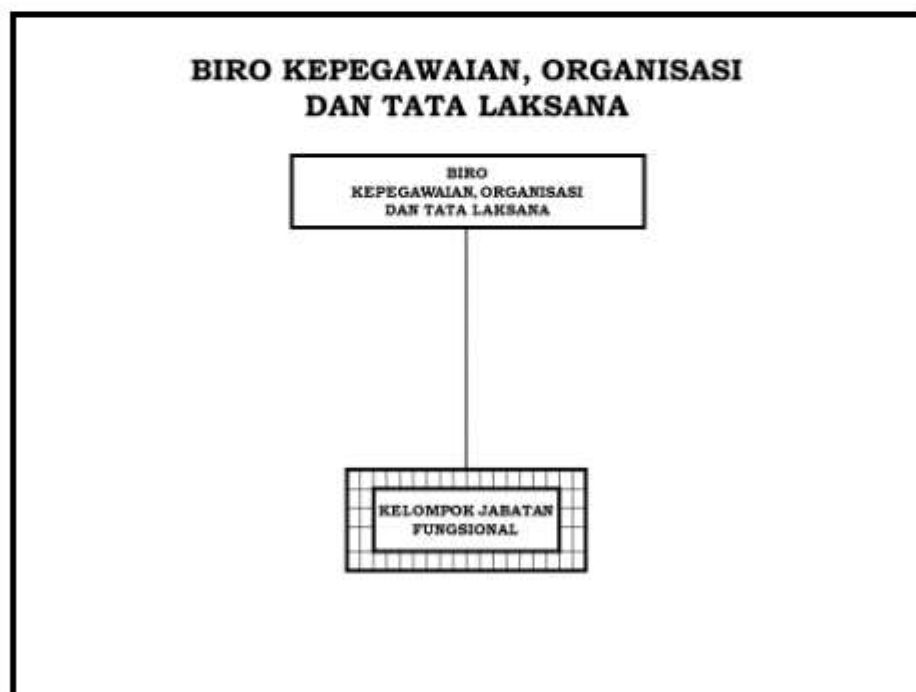 BIRO KEPEGAWAIAN, ORGANISASI
DAN TATA LAKSANA
BIRO
KEPEGAWAIAN, ORGANISASI
DAN TATA LAKSANA
KELOMPOK JABATAN
FUNGSIONAL